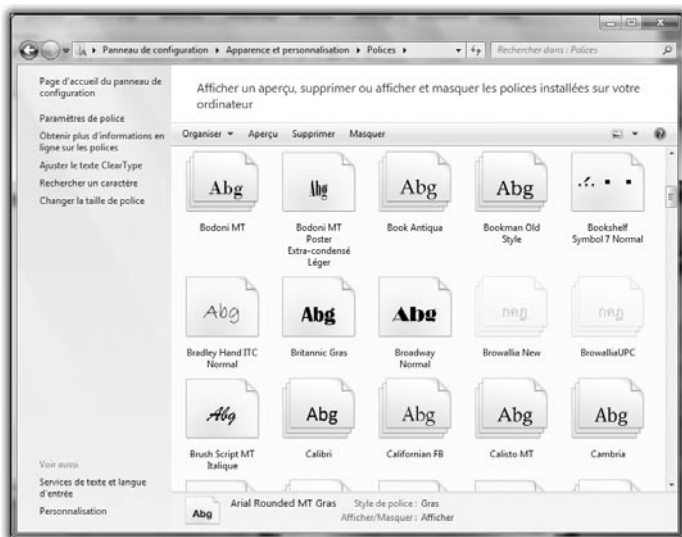 Panneau de configuration ▸ Apparence et personnalisation ▸ Polices ▸
Rechercher dans : Polices
Page d'accueil du panneau de
configuration
Paramètres de police
Obtenir plus d'informations en
ligne sur les polices
Ajuster le texte ClearType
Rechercher un caractère
Changer la taille de police
Voir aussi
Services de texte et langue
d'entrée
Personnalisation
Afficher un aperçu, supprimer ou afficher et masquer les polices installées sur votre
ordinateur
Organiser Aperçu Supprimer Masquer
Abg Abg Abg Abg
Bodoni MT Bodoni MT Book Antiqua Bookman Old Bookshelf
Poster Style Symbol 7 Normal
Extra-condensé
Léger
Abg Abg Abg
Bradley Hand ITC Britannic Gras Broadway Browallia New BrowalliaUPC
Normal Normal
Abg Abg Abg Abg Abg
Brush Script MT Calibri Californian FB Calisto MT Cambria
Italique
Abg
Arial Rounded MT Gras Style de police : Gras
Afficher/Masquer : Afficher